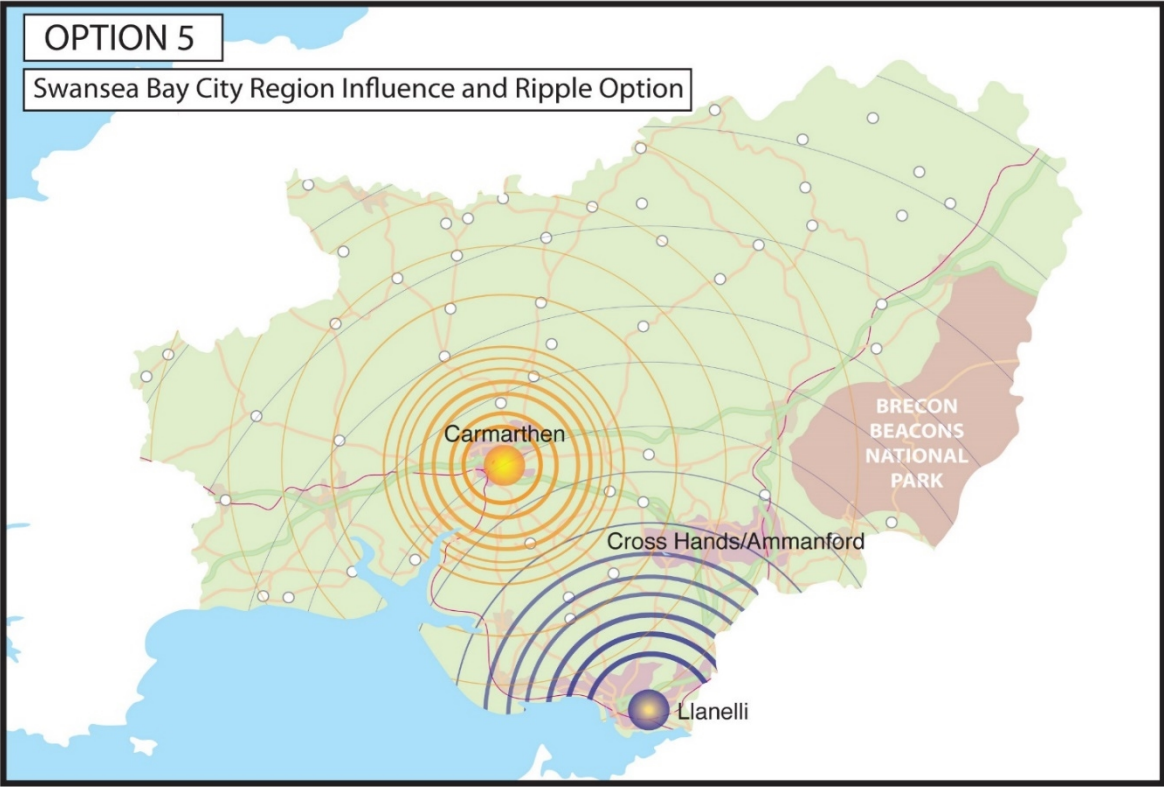 OPTION 5
Swansea Bay City Region Influence and Ripple Option
Carmarthen
BRECON
BEACONS
NATIONAL
PARK
Cross Hands/Ammanford
Llanelli